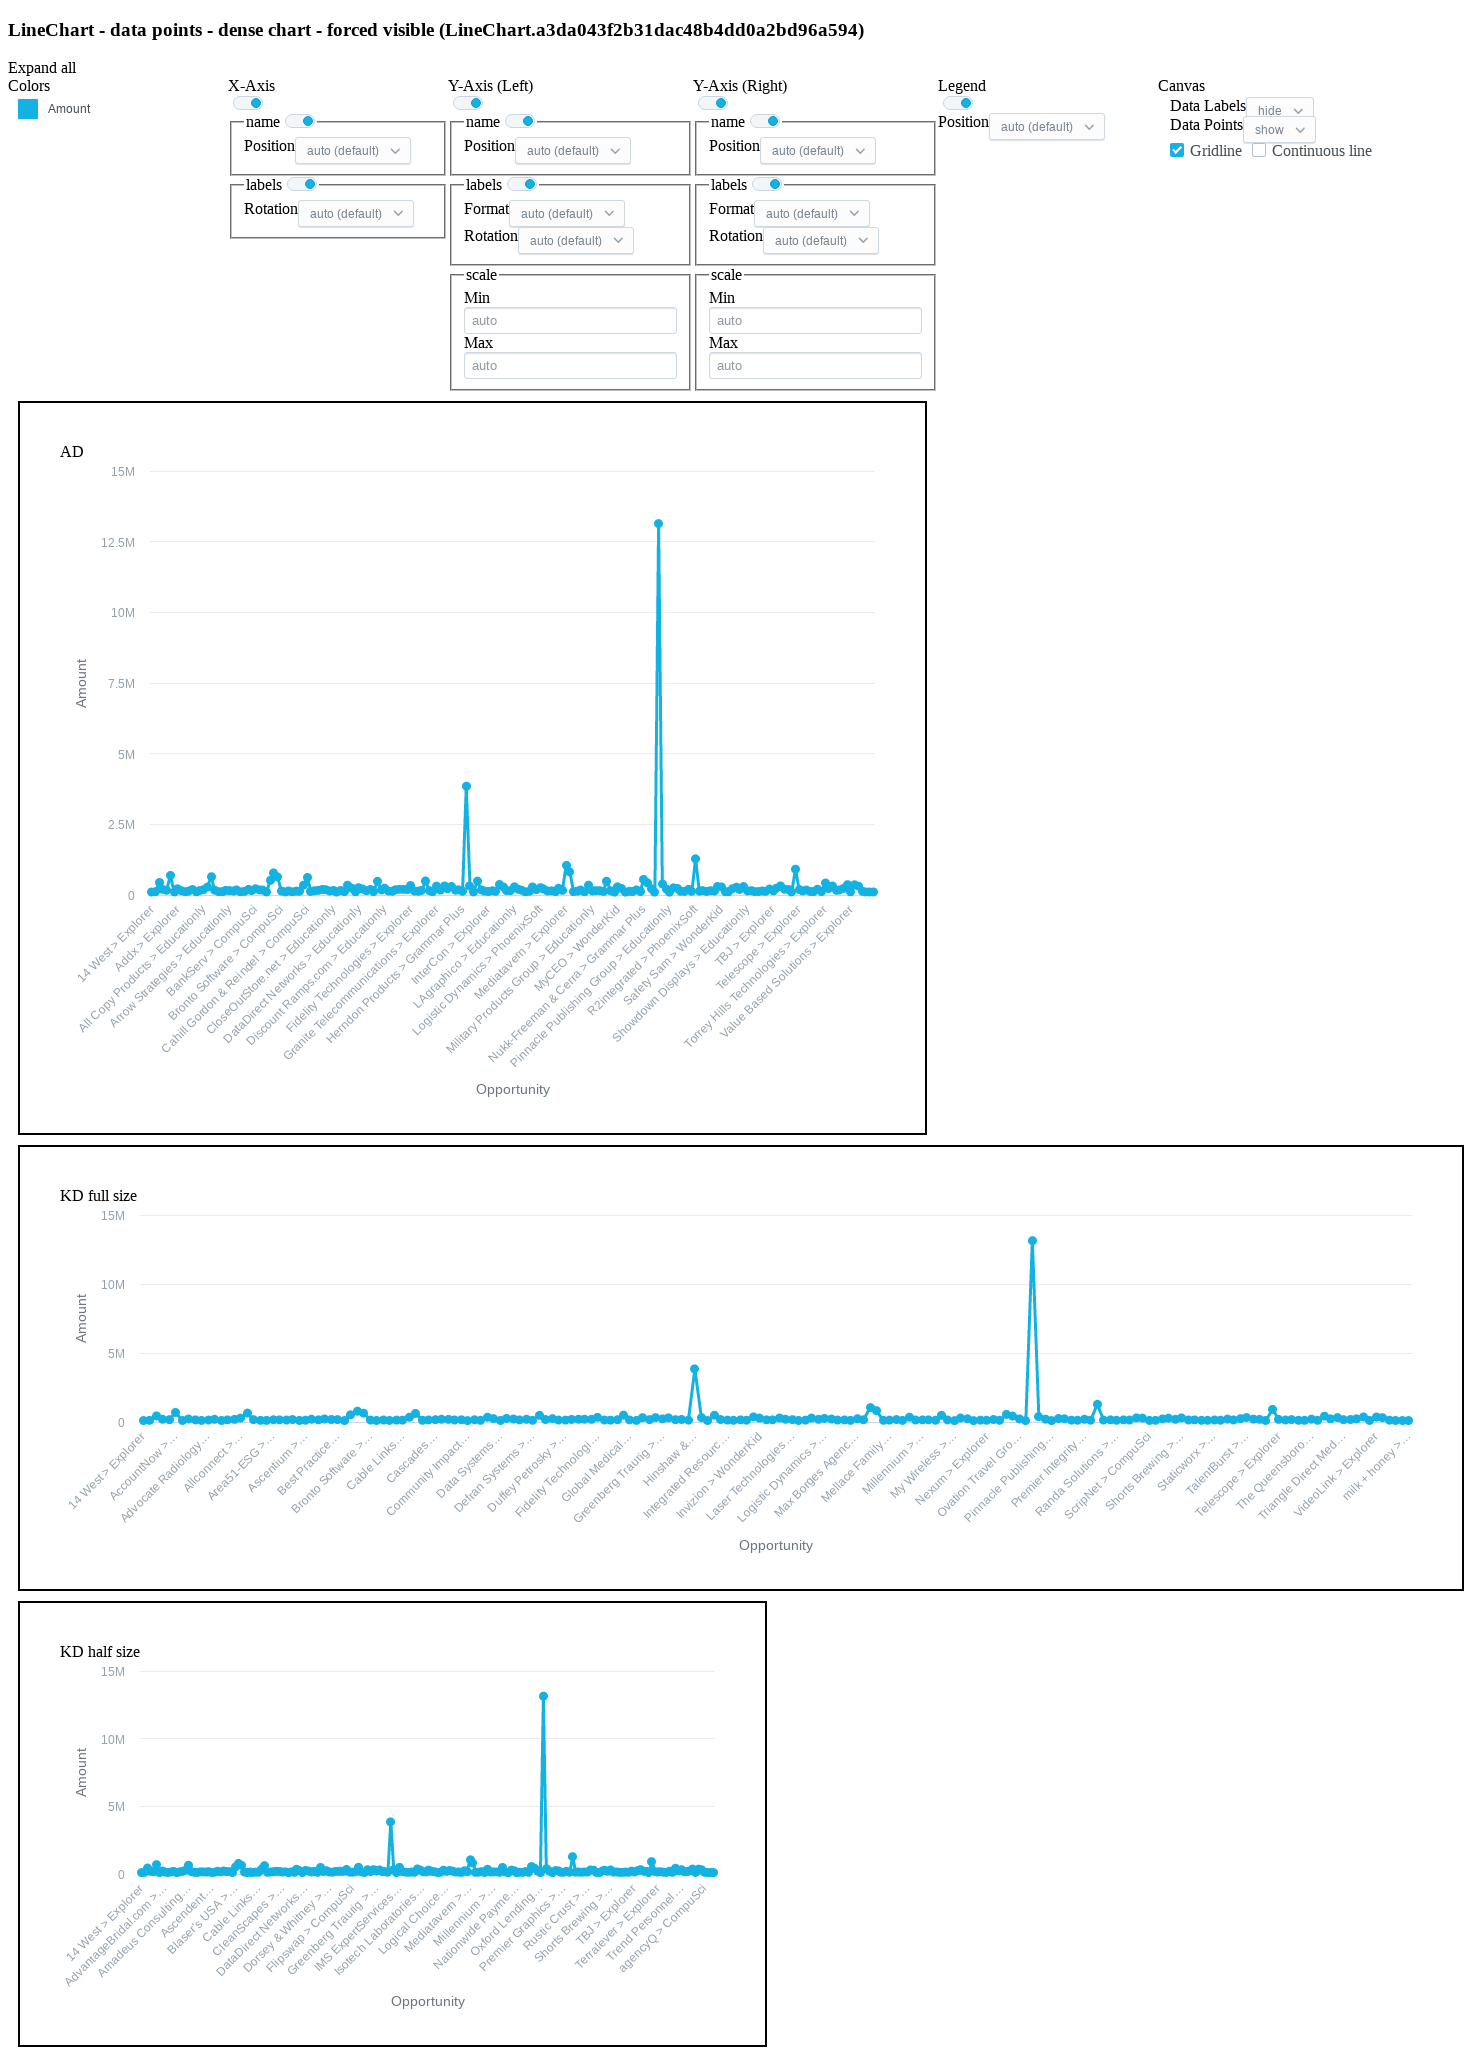 LineChart - data points - dense chart - forced visible (LineChart.a3da043f2b31dac48b4dd0a2bd96a594)
Expand all
Colors
Amount
X-Axis
name
Position auto (default)
labels
Rotation auto (default)
Y-Axis (Left)
name
Position auto (default)
labels
Format auto (default)
Rotation auto (default)
scale
Min
auto
Max
auto
Y-Axis (Right)
name
Position auto (default)
labels
Format auto (default)
Rotation auto (default)
scale
Min
auto
Max
auto
Legend
Position auto (default)
Canvas
Data Labels hide
Data Points show
Gridline Continuous line
AD
15M
12.5M
10M
7.5M
5M
2.5M
0
Amount
14 West > Explorer
Addx > Explorer
All Copy Products > Educationly
Arrow Strategies > Educationly
BankServ > CompuSci
Bronto Software > CompuSci
Cahill Gordon & Reindel > CompuSci
CloseOutStore.net > Educationly
DataDirect Networks > Educationly
Discount Ramps.com > Educationly
Fidelity Technologies > Explorer
Granite Telecommunications > Explorer
Herndon Products > Grammar Plus
InterCon > Explorer
LAgraphico > Educationly
Logistic Dynamics > PhoenixSoft
Mediatavem > Explorer
Military Products Group > Educationly
MyCEO > WonderKid
Nukk-Freeman & Cerra > Grammar Plus
Pinnacle Publishing Group > Educationly
R2integrated > PhoenixSoft
Safety Sam > WonderKid
Showdown Displays > Educationly
TBJ > Explorer
Telescope > Explorer
Torrey Hills Technologies > Explorer
Value Based Solutions > Explorer
Opportunity
KD full size
15M
10M
5M
0
Amount
14 West > Explorer
AccountNow >…
Advocate Radiology…
Allconnect >…
Area51-ESG >…
Ascentium >…
Best Practice…
Bronto Software >…
Cable Links…
Cascades…
Community Impact…
Data Systems…
Defran Systems >…
Duffey Petrosky >…
Fidelity Technologi…
Global Medical…
Greenberg Traurig >…
Hinshaw &…
Integrated Resourc…
Invizion > WonderKid
Laser Technologies…
Logistic Dynamics >…
Max Borges Agenc…
Mellace Family…
Millennium >…
My Wireless >…
Nexum > Explorer
Ovation Travel Gro…
Pinnacle Publishing…
Premier Integrity…
Randa Solutions >…
ScripNet > CompuSci
Shorts Brewing >…
Staticworx >…
TalentBurst >…
Telescope > Explorer
The Queensboro…
Triangle Direct Med…
VideoLink > Explorer
milk + honey >…
Opportunity
KD half size
15M
10M
5M
0
Amount
14 West > Explorer
AdvantageBridal.com >…
Amadeus Consulting…
Ascendent…
Blaser's USA >…
Cable Links…
CleanScapes >…
DataDirect Networks…
Dorsey & Whitney >…
Flipswap > CompuSci
Greenberg Traurig >…
IMS ExpertServices…
Isotech Laboratories…
Logical Choice…
Mediatavem >…
Millennium >…
Nationwide Payme…
Oxford Lending…
Premier Graphics >…
Rustic Crust >…
Shorts Brewing >…
TBJ > Explorer
Terralever > Explorer
Trend Personnel…
agencyQ > CompuSci
Opportunity